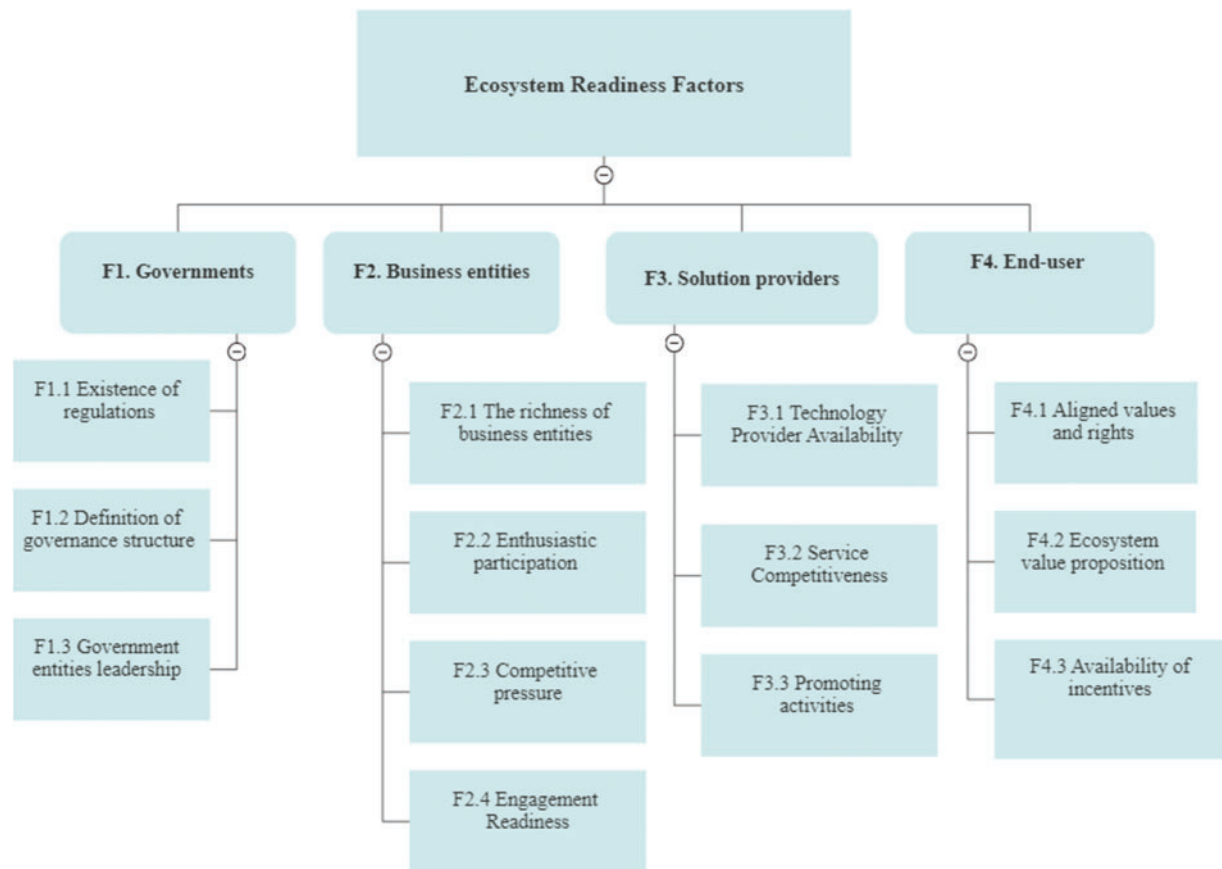 Ecosystem Readiness Factors
F1. Governments
F2. Business entities
F3. Solution providers
F4. End-user
F1.1 Existence of
regulations
F1.2 Definition of
governance structure
F1.3 Government
entities leadership
F2.1 The richness of
business entities
F2.2 Enthusiastic
participation
F2.3 Competitive
pressure
F2.4 Engagement
Readiness
F3.1 Technology
Provider Availability
F3.2 Service
Competitiveness
F3.3 Promoting
activities
F4.1 Aligned values
and rights
F4.2 Ecosystem
value proposition
F4.3 Availability of
incentives